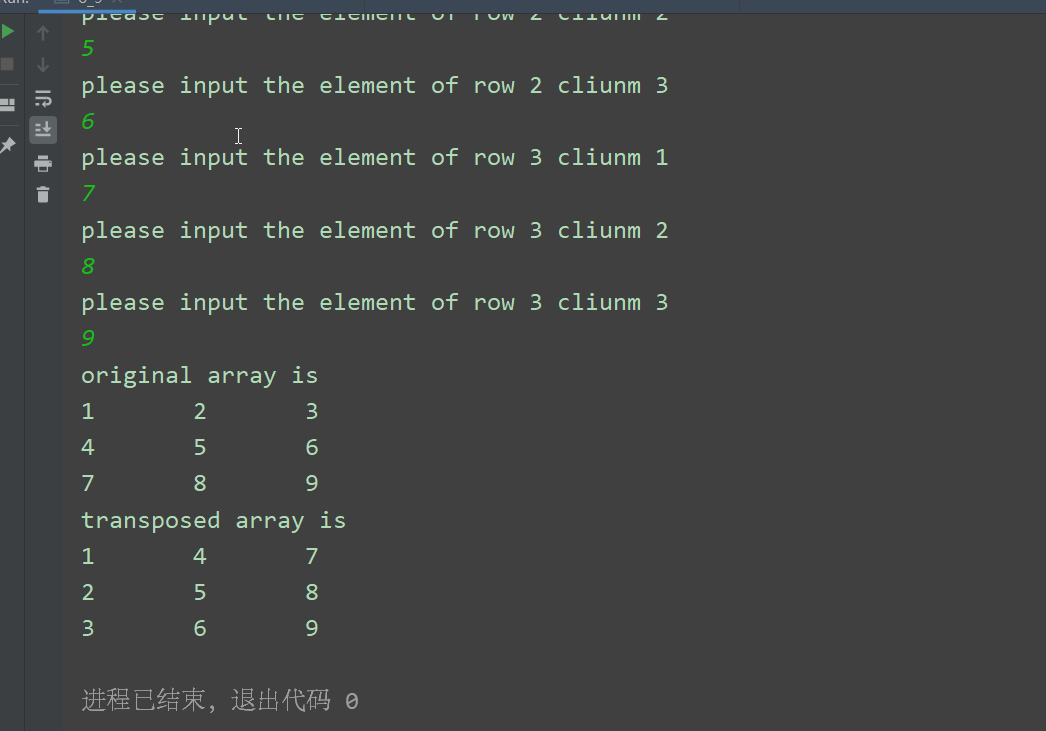 please input the element of row 2 cliunm 2
5
please input the element of row 2 cliunm 3
6
please input the element of row 3 cliunm 1
7
please input the element of row 3 cliunm 2
8
please input the element of row 3 cliunm 3
9
original array is
1 2 3
4 5 6
7 8 9
transposed array is
1 4 7
2 5 8
3 6 9
进程已结束，退出代码 0